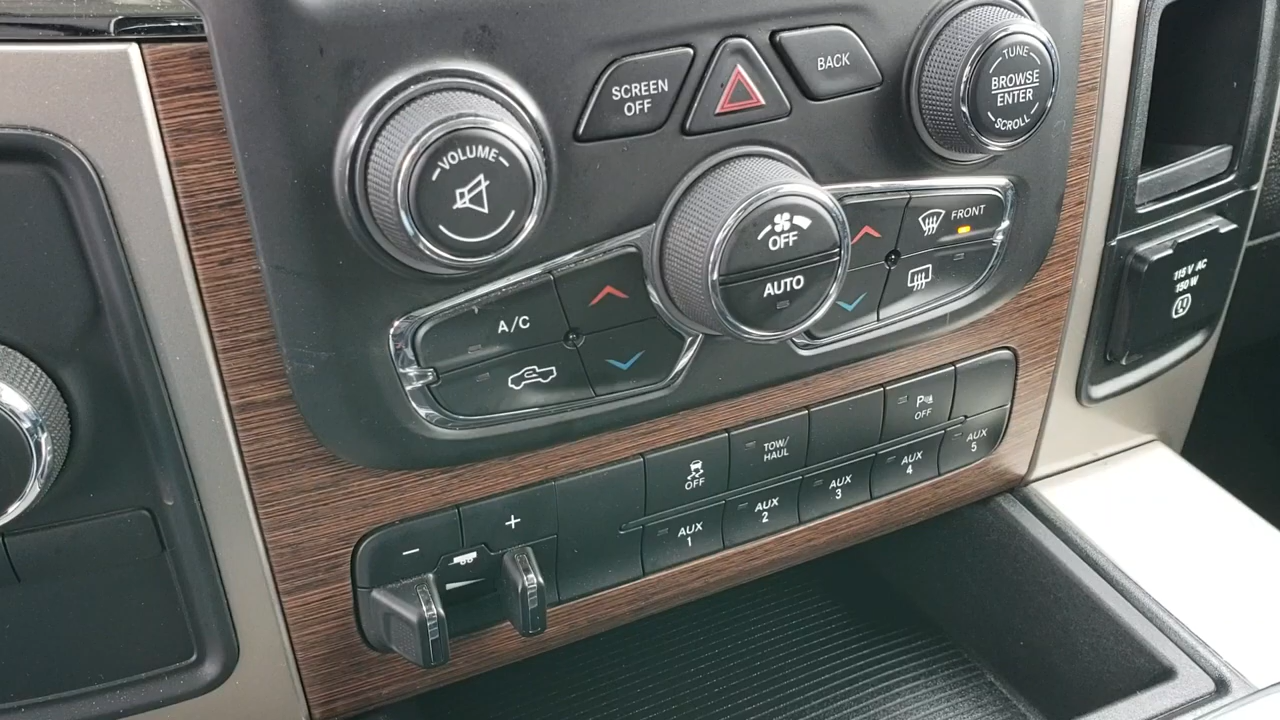 SCREEN
OFF
BACK
TUNE
BROWSE
ENTER
SCROLL
VOLUME
OFF
AUTO
FRONT
A/C
115V AC
150 W
P
OFF
TOW/
HAUL
OFF
AUX
1
AUX
2
AUX
3
AUX
4
AUX
5
−
+